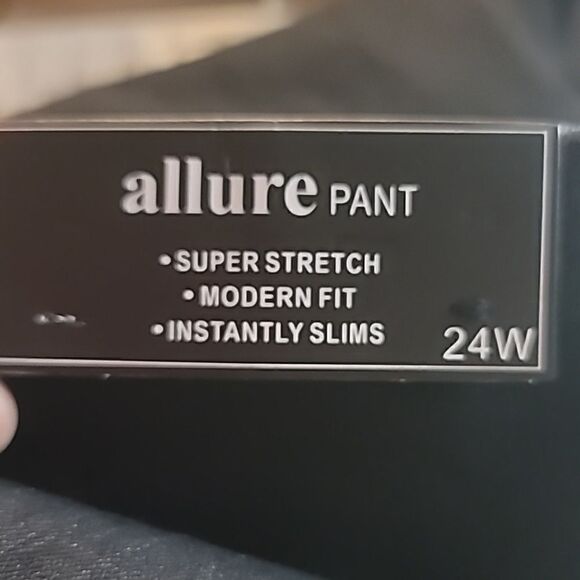 allure PANT
•SUPER STRETCH
•MODERN FIT
•INSTANTLY SLIMS
24W